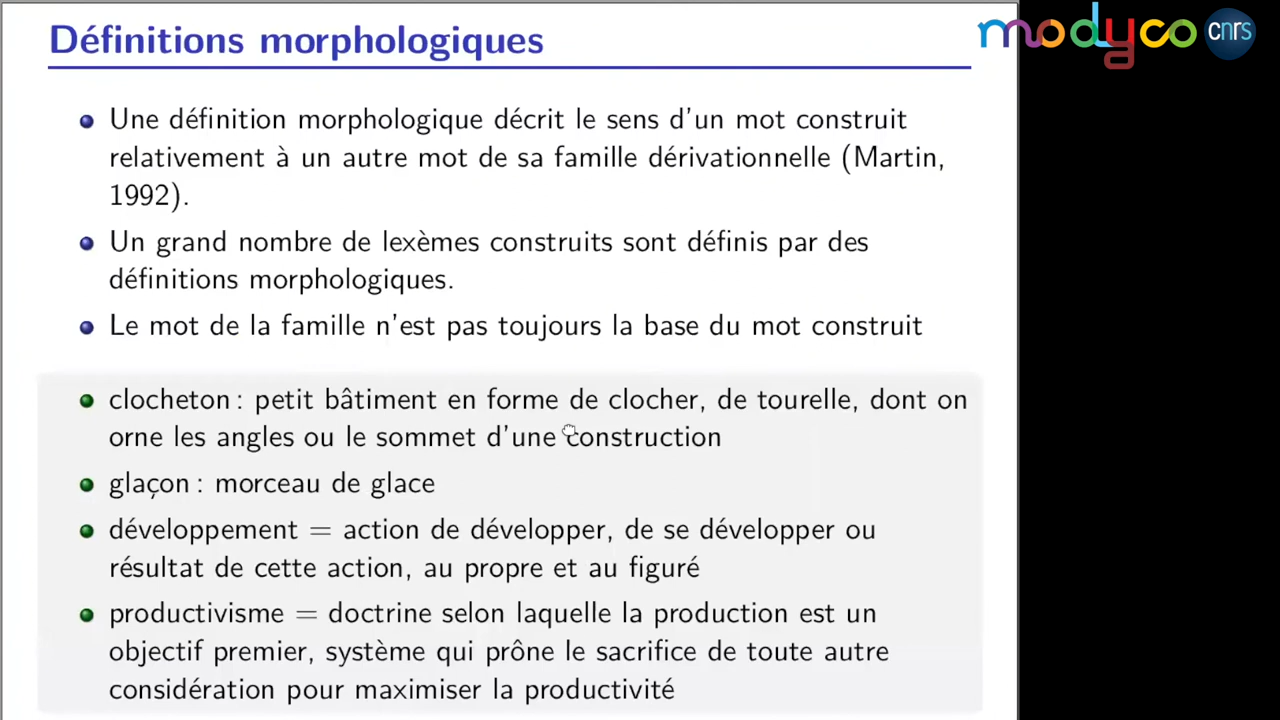 Définitions morphologiques
modyco
cnrs
Une définition morphologique décrit le sens d'un mot construit
relativement à un autre mot de sa famille dérivationnelle (Martin,
1992).
Un grand nombre de lexèmes construits sont définis par des
définitions morphologiques.
Le mot de la famille n'est pas toujours la base du mot construit
clocheton : petit bâtiment en forme de clocher, de tourelle, dont on
orne les angles ou le sommet d'une construction
glaçon : morceau de glace
développement = action de développer, de se développer ou
résultat de cette action, au propre et au figuré
productivisme = doctrine selon laquelle la production est un
objectif premier, système qui prône le sacrifice de toute autre
considération pour maximiser la productivité